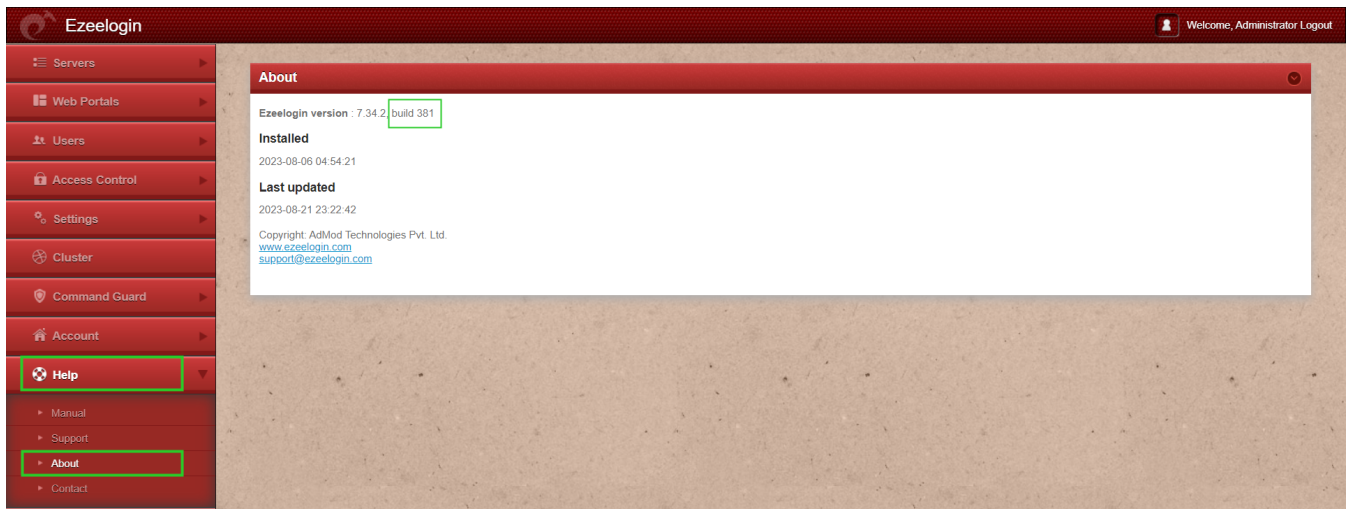 Ezeelogin
Welcome, Administrator Logout
Servers
Web Portals
Users
Access Control
Settings
Cluster
Command Guard
Account
Help
Manual
Support
About
Contact
About
Ezeelogin version : 7.34.2, build 381
Installed
2023-08-06 04:54:21
Last updated
2023-08-21 23:22:42
Copyright: AdMod Technologies Pvt. Ltd.
www.ezeelogin.com
support@ezeelogin.com